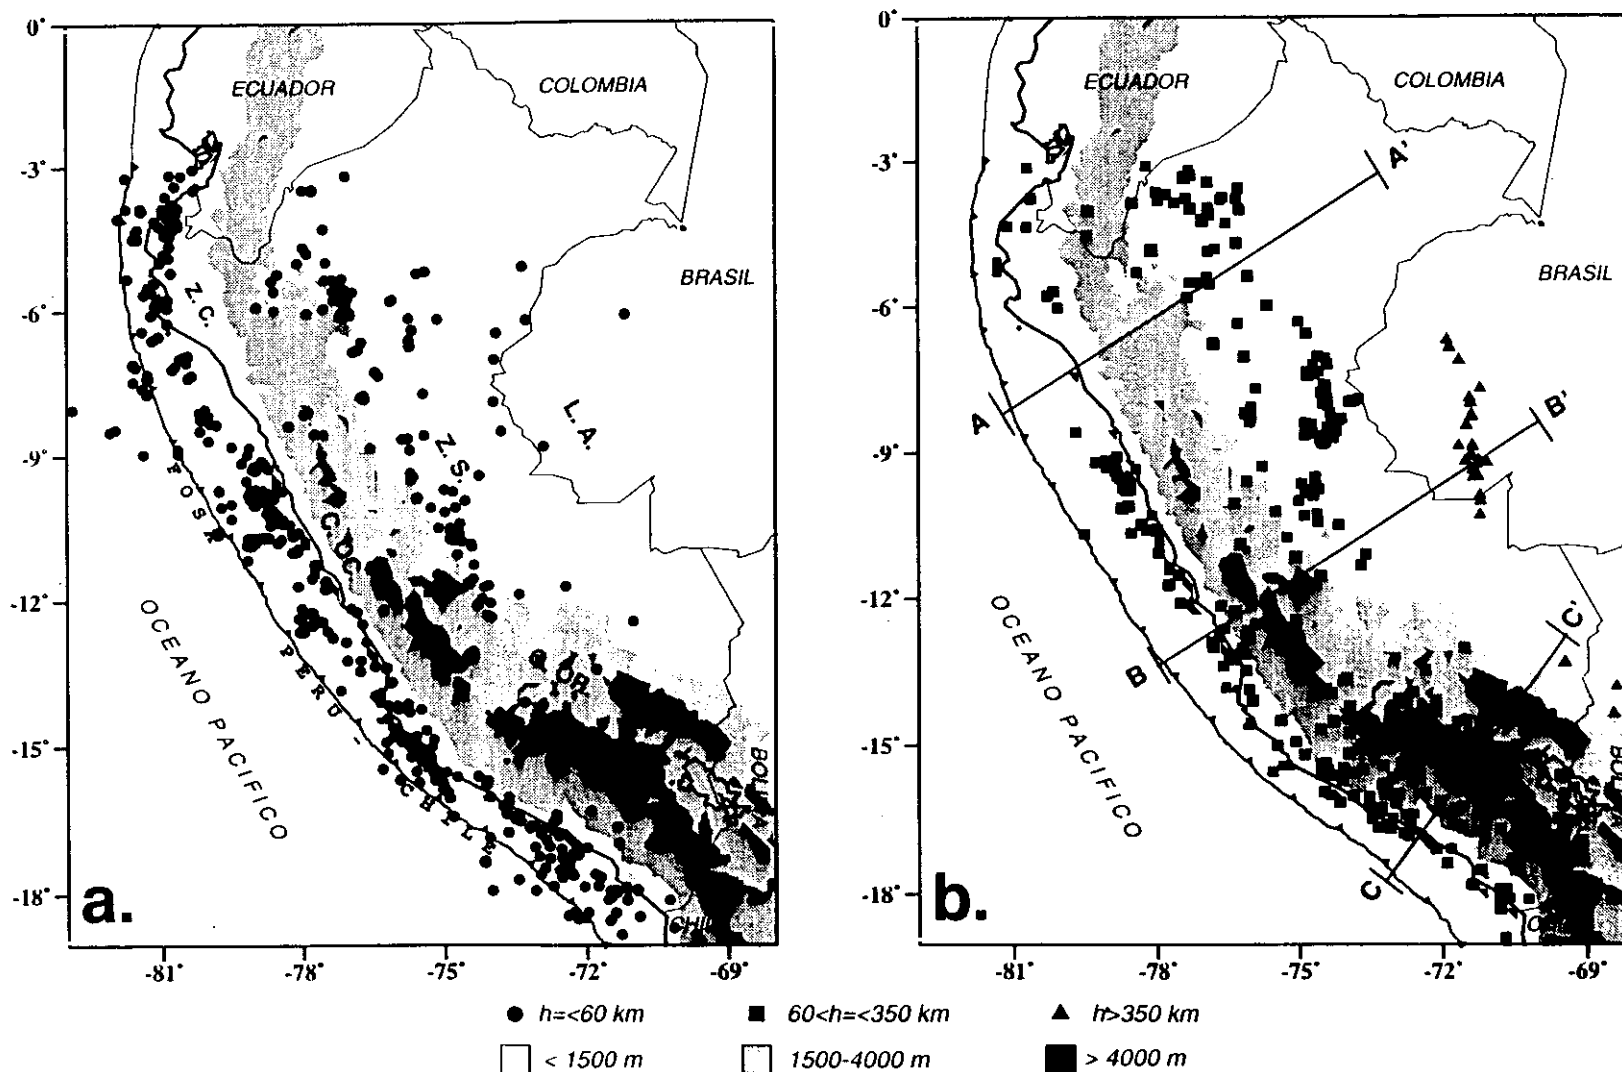 0°
-3°
-6°
-9°
-12°
-15°
-18°
-81°
-78°
-75°
-72°
-69°
ECUADOR
COLOMBIA
BRASIL
Z. C.
L. A.
Z. S.
C. OC.
C. OR.
FOSA
PERU - CHILE
OCEANO PACIFICO
BOLIVIA
CHI
a.
0°
-3°
-6°
-9°
-12°
-15°
-18°
-81°
-78°
-75°
-72°
-69°
ECUADOR
COLOMBIA
BRASIL
A
A'
B
B'
C
C'
OCEANO PACIFICO
b.
h=<60 km
60<h=<350 km
h>350 km
< 1500 m
1500-4000 m
> 4000 m